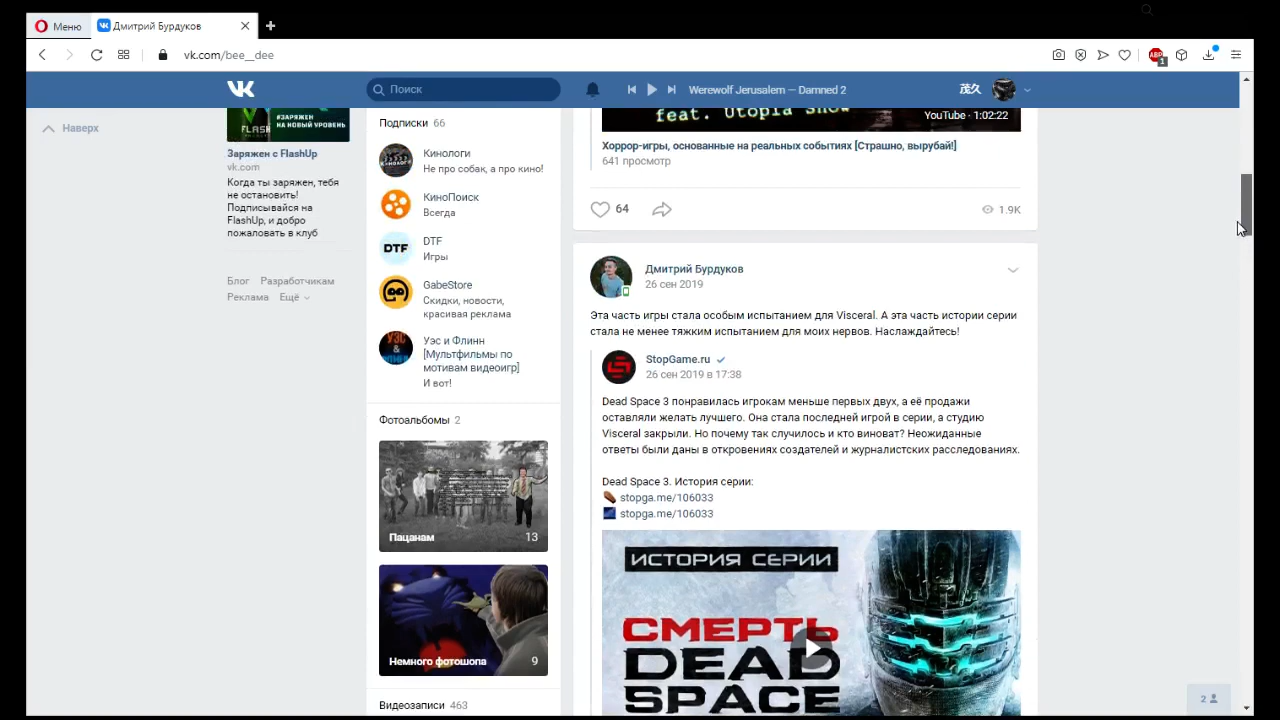 Меню
Дмитрий Бурдуков
vk.com/bee__dee
ABP
1
Поиск
Werewolf Jerusalem — Damned 2
茂久
Наверх
FLASH
#ЗАРЯЖЕН
НА НОВЫЙ УРОВЕНЬ
Заряжен с FlashUp
vk.com
Когда ты заряжен, тебя
не остановить!
Подписывайся на
FlashUp, и добро
пожаловать в клуб
Блог Разработчикам
Реклама Ещё
Подписки 66
Кинологи
Не про собак, а про кино!
КиноПоиск
Всегда
DTF
DTF
Игры
GabeStore
Скидки, новости,
красивая реклама
Уэс и Флинн
[Мультфильмы по
мотивам видеоигр]
И вот!
Фотоальбомы 2
Пацанам 13
Немного фотошопа 9
Видеозаписи 463
feat. Utopia Show
YouTube · 1:02:22
Хоррор-игры, основанные на реальных событиях [Страшно, вырубай!]
641 просмотр
64
1.9K
Дмитрий Бурдуков
26 сен 2019
Эта часть игры стала особым испытанием для Visceral. А эта часть истории серии
стала не менее тяжким испытанием для моих нервов. Наслаждайтесь!
StopGame.ru
26 сен 2019 в 17:38
Dead Space 3 понравилась игрокам меньше первых двух, а её продажи
оставляли желать лучшего. Она стала последней игрой в серии, а студию
Visceral закрыли. Но почему так случилось и кто виноват? Неожиданные
ответы были даны в откровениях создателей и журналистских расследованиях.
Dead Space 3. История серии:
stopga.me/106033
stopga.me/106033
ИСТОРИЯ СЕРИИ
СМЕРТЬ
DEAD
SPACE
2